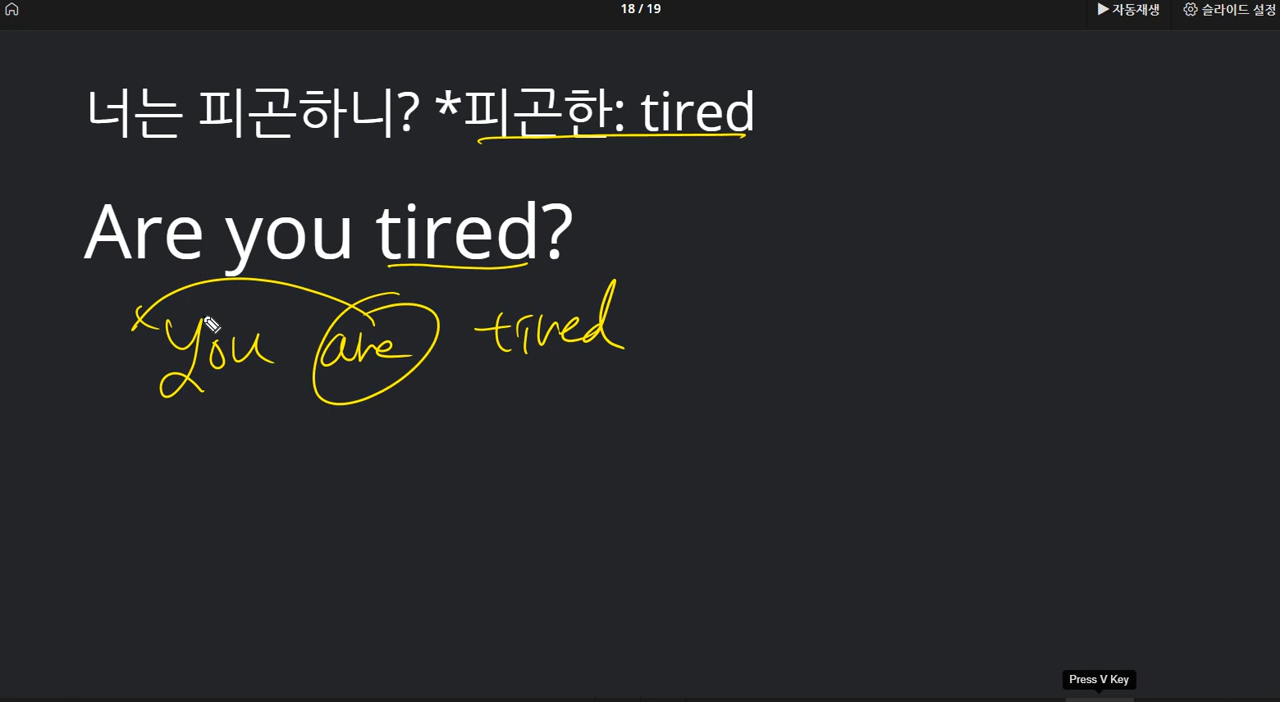 18 / 19
자동재생
슬라이드 설정
너는 피곤하니? *피곤한: tired
Are you tired?
you are tired
Press V Key